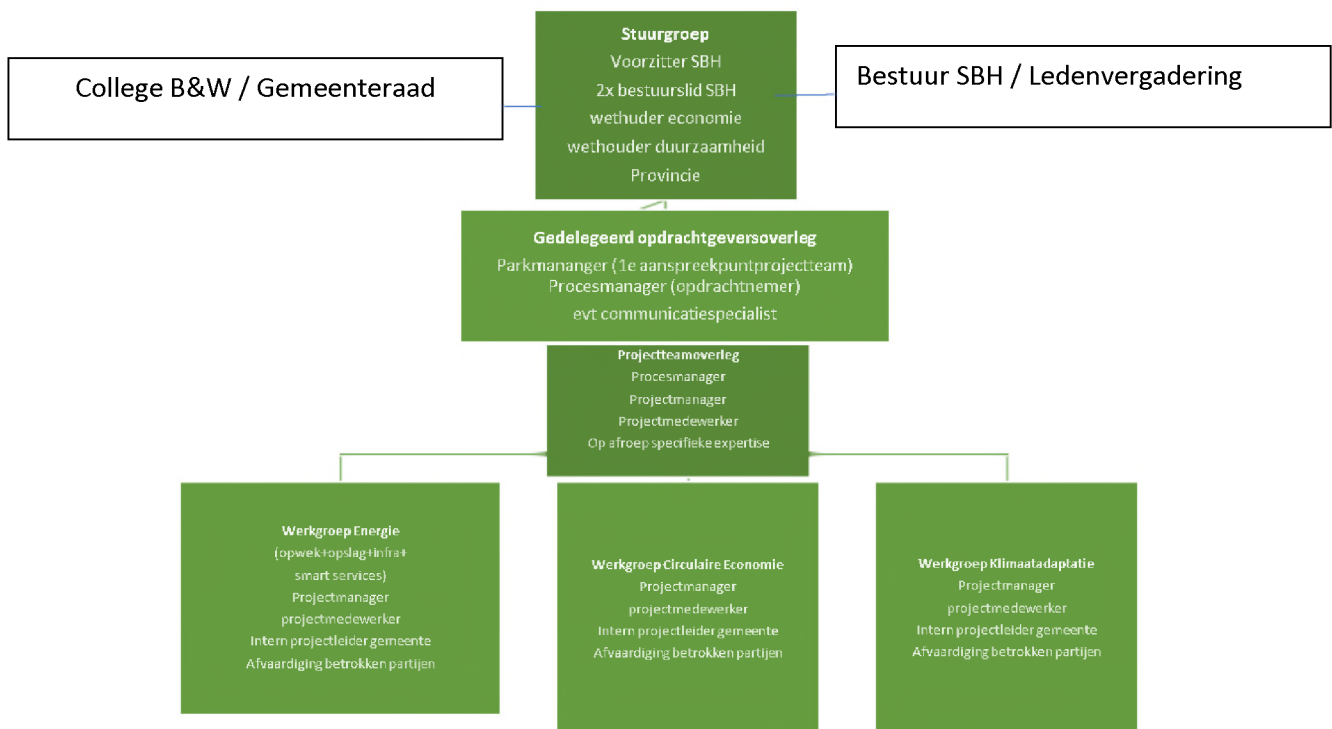 Stuurgroep
Voorzitter SBH
2x bestuurslid SBH
wethuder economie
wethouder duurzaamheid
Provincie
College B&W / Gemeenteraad
Bestuur SBH / Ledenvergadering
Gedelegeerd opdrachtgeversoverleg
Parkmananger (1e aanspreekpuntprojectteam)
Procesmanager (opdrachtnemer)
evt communicatiespecialist
Projectteamoverleg
Procesmanager
Projectmanager
Projectmedewerker
Op afroep specifieke expertise
Werkgroep Energie
(opwek+opslag+infra+
smart services)
Projectmanager
projectmedewerker
Intern projectleider gemeente
Afvaardiging betrokken partijen
Werkgroep Circulaire Economie
Projectmanager
projectmedewerker
Intern projectleider gemeente
Afvaardiging betrokken partijen
Werkgroep Klimaatadaptatie
Projectmanager
projectmedewerker
Intern projectleider gemeente
Afvaardiging betrokken partijen